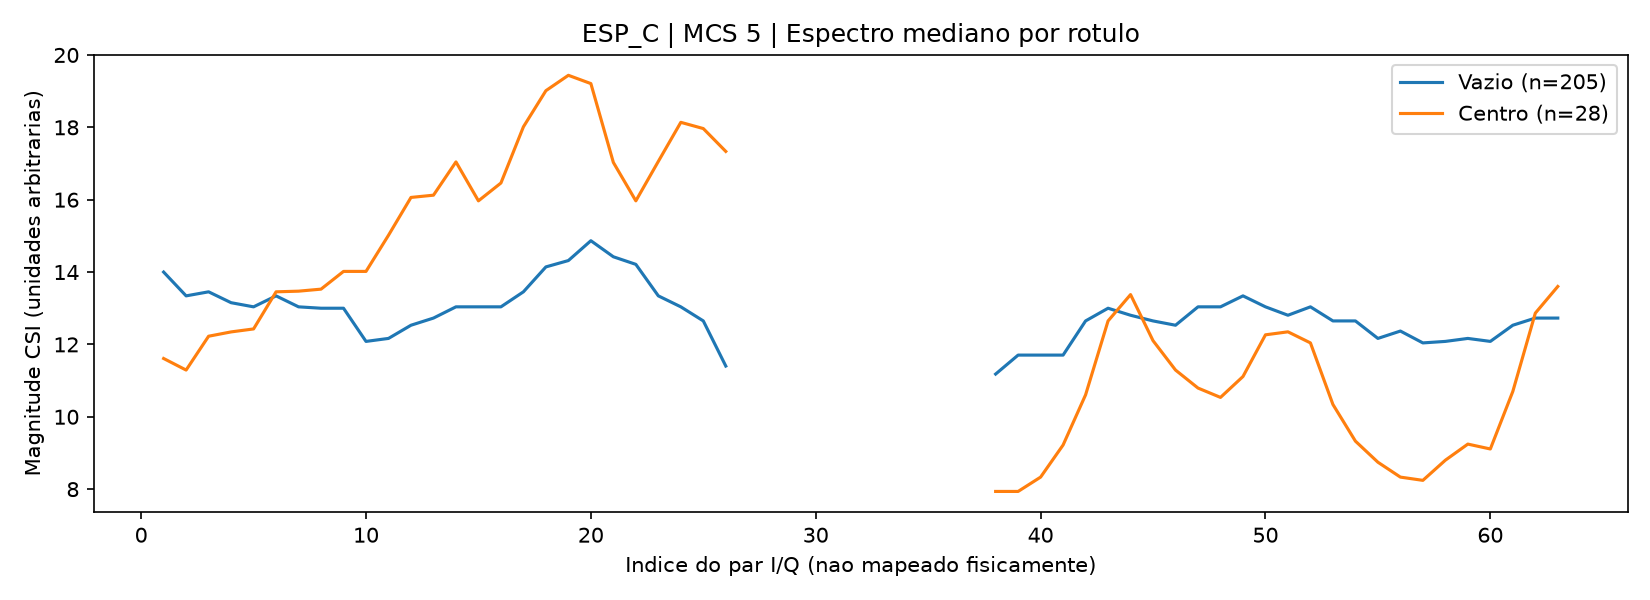 ESP_C | MCS 5 | Espectro mediano por rotulo
Magnitude CSI (unidades arbitrarias)
20
18
16
14
12
10
8
Vazio (n=205)
Centro (n=28)
0 10 20 30 40 50 60
Indice do par I/Q (nao mapeado fisicamente)